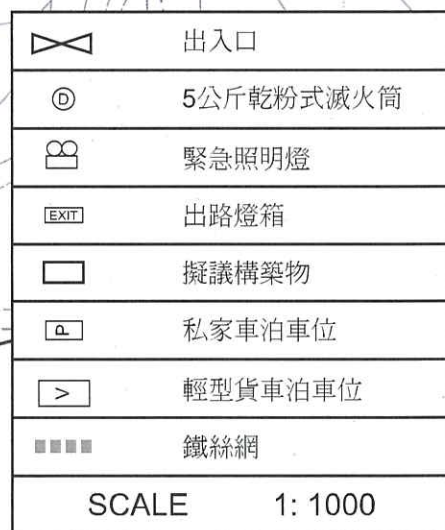 出入口
D 5公斤乾粉式滅火筒
緊急照明燈
EXIT 出路燈箱
擬議構築物
P 私家車泊車位
V 輕型貨車泊車位
鐵絲網
SCALE 1: 1000